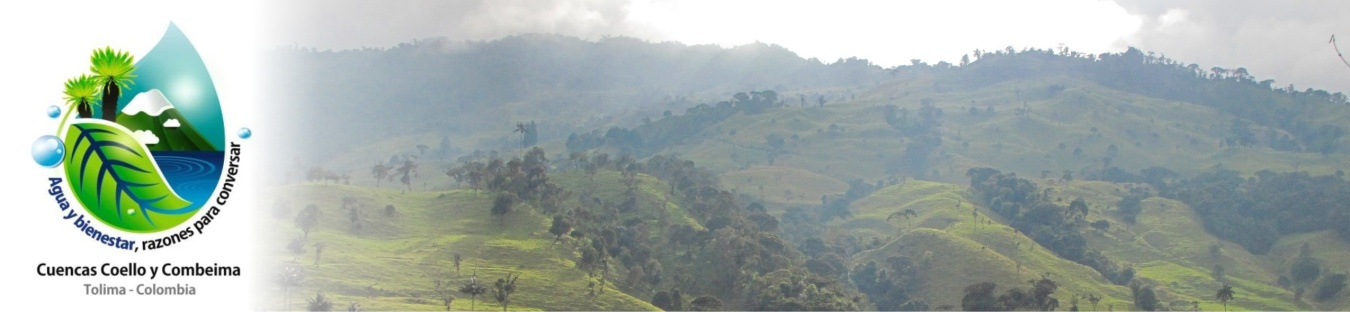 Agua y bienestar, razones para conversar
Cuencas Coello y Combeima
Tolima - Colombia